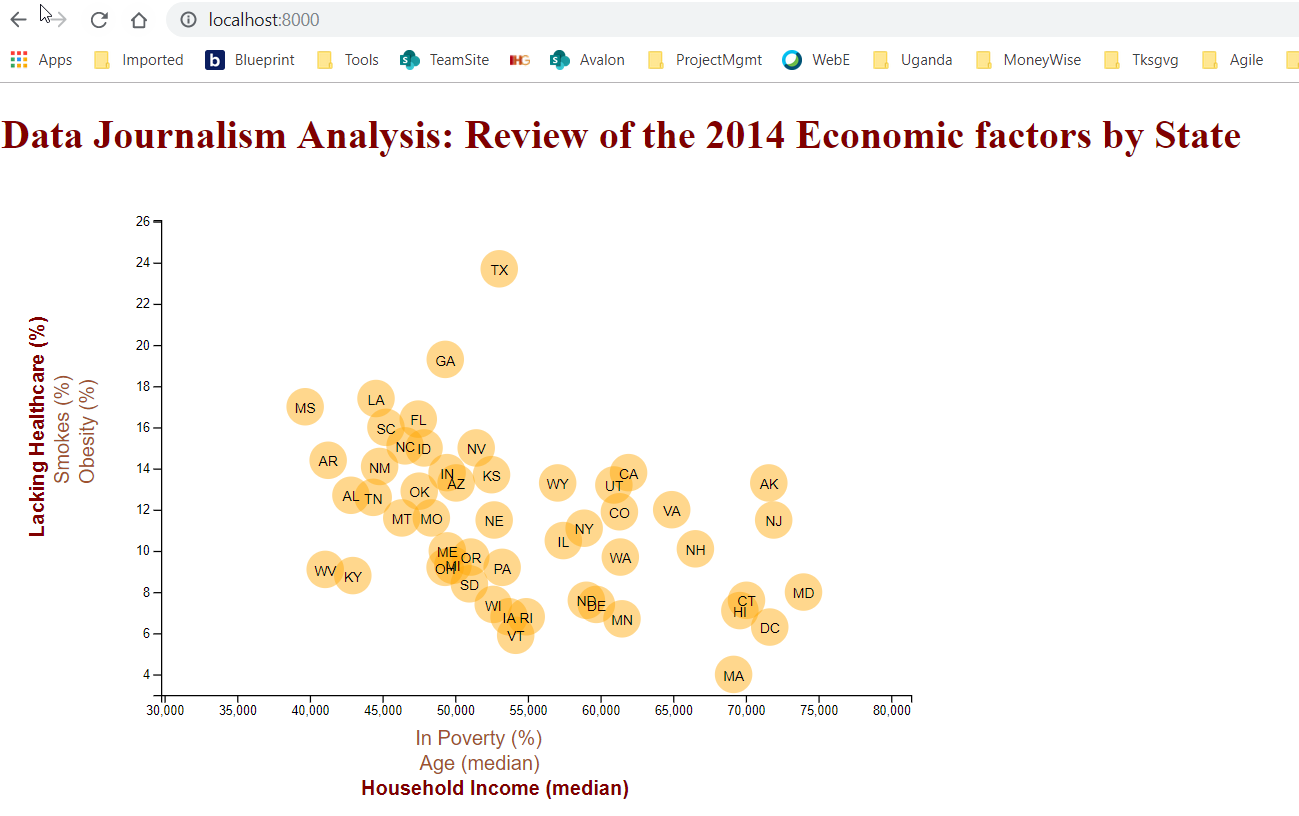 localhost:8000
Apps Imported b Blueprint Tools S TeamSite IHG S Avalon ProjectMgmt WebE Uganda MoneyWise Tksgvg Agile
Data Journalism Analysis: Review of the 2014 Economic factors by State
Lacking Healthcare (%)
Smokes (%)
Obesity (%)
26
24
22
20
18
16
14
12
10
8
6
4
TX
GA
MS LA
SC FL
NC ID NV
AR NM IN AZ KS WY UT CA AK
AL TN OK
MT MO NE CO VA NJ
IL NY
ME MI OR WA NH
WV KY OH PA
SD
WI ND DE CT HI MD
IA RI MN DC
VT
MA
30,000 35,000 40,000 45,000 50,000 55,000 60,000 65,000 70,000 75,000 80,000
In Poverty (%)
Age (median)
Household Income (median)